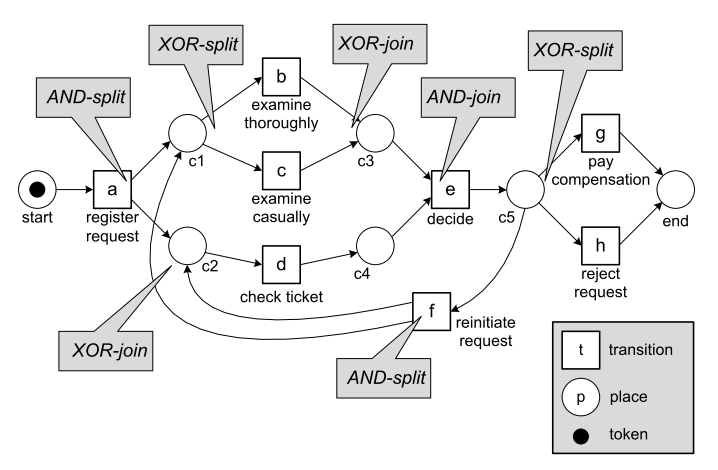 XOR-split
XOR-join
XOR-split
AND-split
AND-join
b
examine
thoroughly
g
pay
compensation
c1
c3
c
examine
casually
a
e
start
register
request
decide
c5
end
c2
d
c4
check ticket
h
reject
request
f
reinitiate
request
XOR-join
AND-split
t
transition
p
place
token